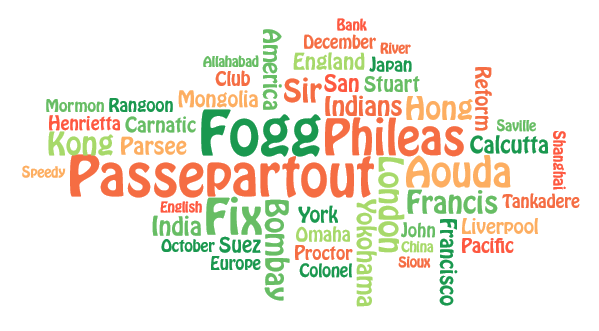 Bank
December
River
Allahabad
America
England
Japan
Club
Sir
San
Stuart
Reform
Mongolia
Indians
Hong
Mormon
Rangoon
Henrietta
Carnatic
Fogg
Phileas
Saville
Kong
Parsee
Calcutta
Shanghai
Speedy
Passepartout
London
Aouda
Tankadere
English
Fix
Bombay
York
Yokohama
Francis
India
Omaha
John
Francisco
Liverpool
October
Suez
Proctor
China
Pacific
Europe
Colonel
Sioux